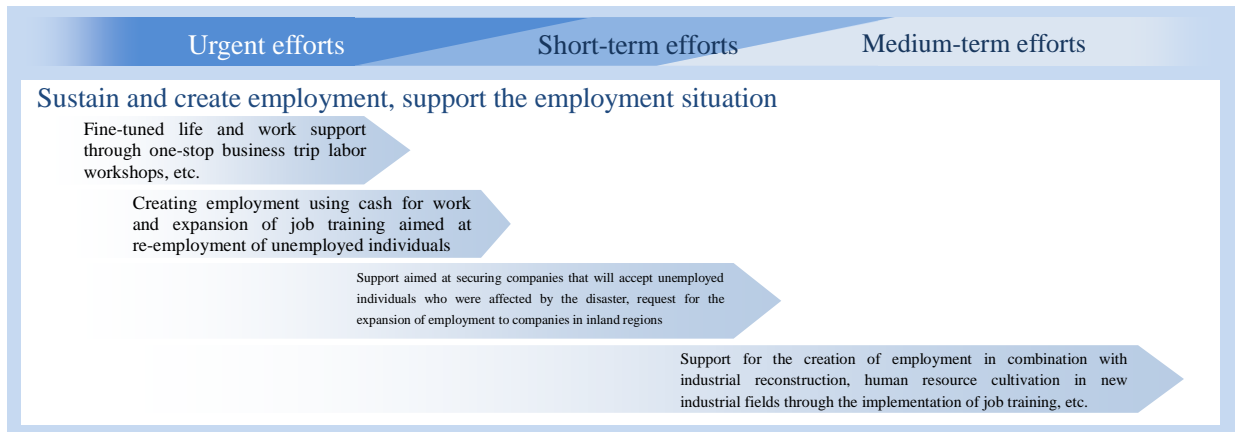 Urgent efforts
Short-term efforts
Medium-term efforts
Sustain and create employment, support the employment situation
Fine-tuned life and work support
through one-stop business trip labor
workshops, etc.
Creating employment using cash for work
and expansion of job training aimed at
re-employment of unemployed individuals
Support aimed at securing companies that will accept unemployed
individuals who were affected by the disaster, request for the
expansion of employment to companies in inland regions
Support for the creation of employment in combination with
industrial reconstruction, human resource cultivation in new
industrial fields through the implementation of job training, etc.